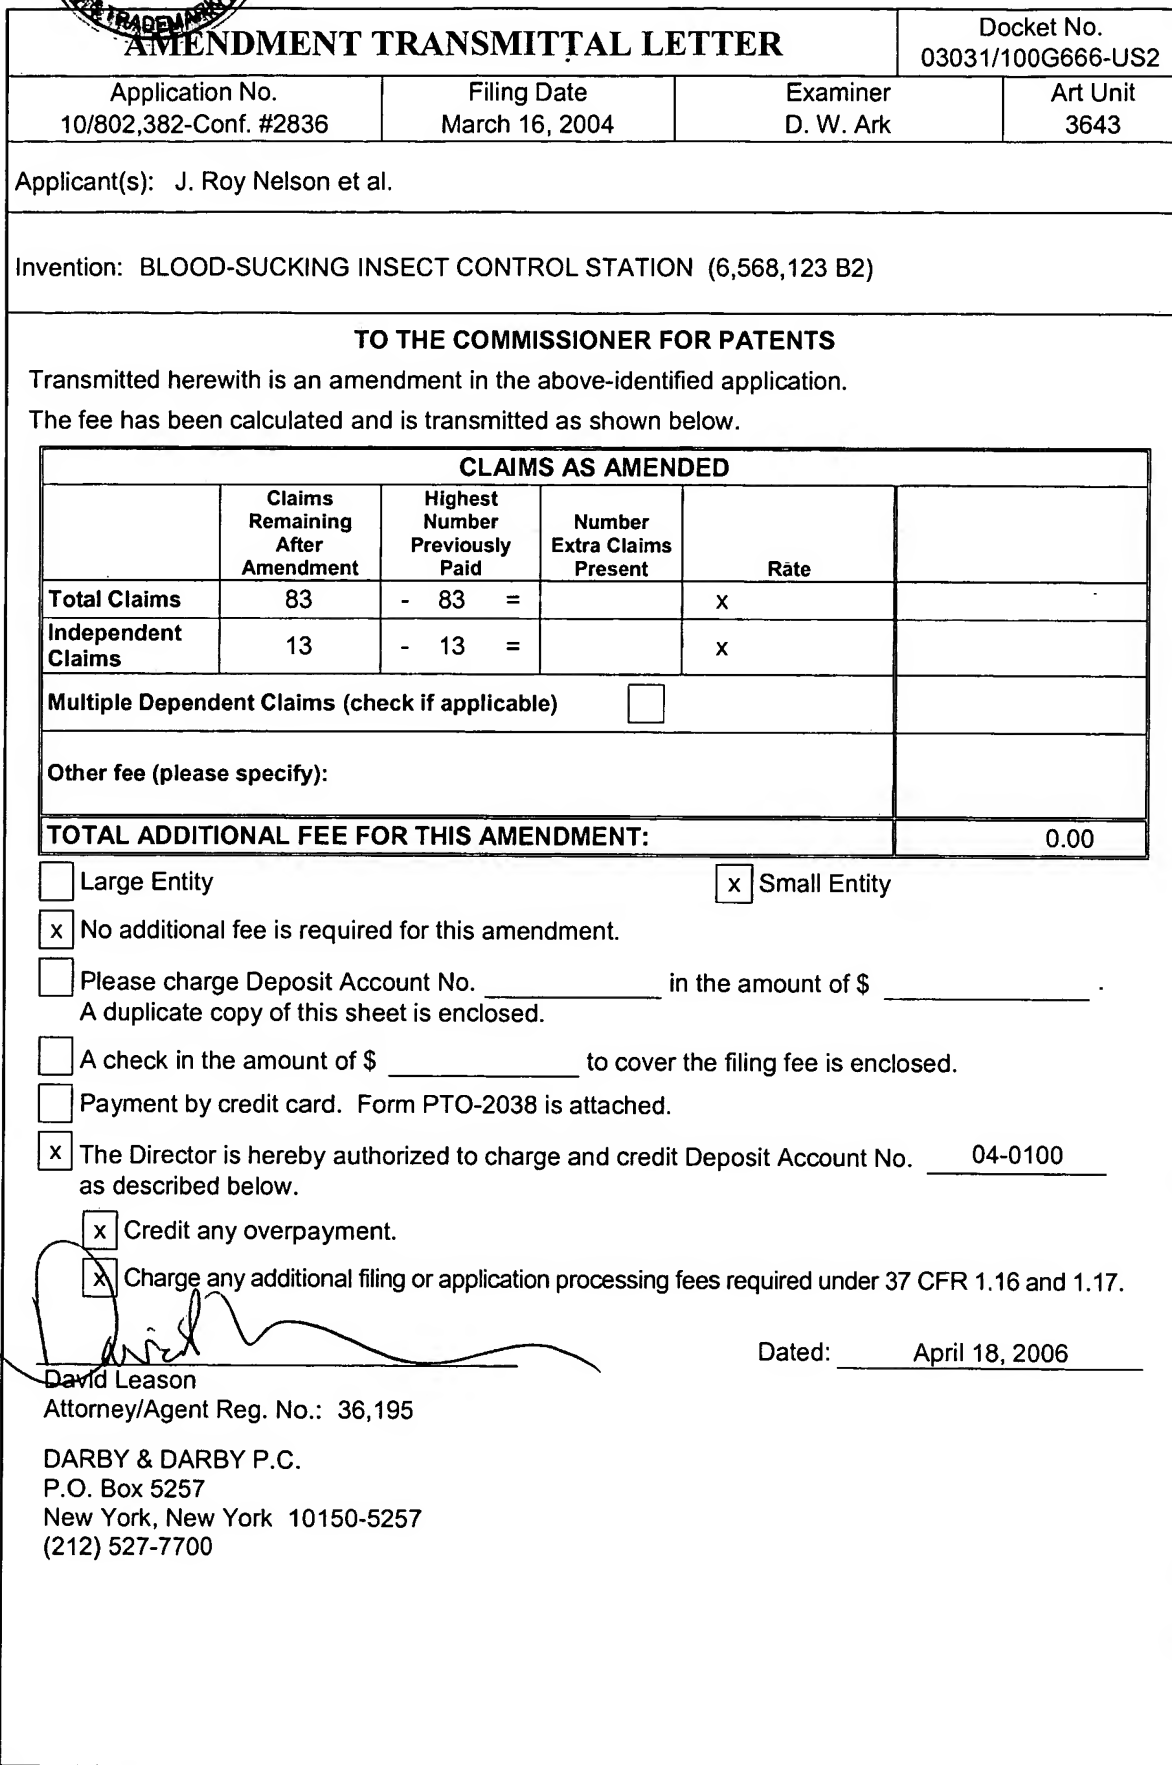 & TRADEMARK
AMENDMENT TRANSMITTAL LETTER
Docket No.
03031/100G666-US2
Application No.
10/802,382-Conf. #2836
Filing Date
March 16, 2004
Examiner
D. W. Ark
Art Unit
3643
Applicant(s): J. Roy Nelson et al.
Invention: BLOOD-SUCKING INSECT CONTROL STATION (6,568,123 B2)
TO THE COMMISSIONER FOR PATENTS
Transmitted herewith is an amendment in the above-identified application.
The fee has been calculated and is transmitted as shown below.
CLAIMS AS AMENDED
Claims
Remaining
After
Amendment
Highest
Number
Previously
Paid
Number
Extra Claims
Present
Rate
Total Claims 83 - 83 = x
Independent
Claims 13 - 13 = x
Multiple Dependent Claims (check if applicable)
Other fee (please specify):
TOTAL ADDITIONAL FEE FOR THIS AMENDMENT: 0.00
Large Entity x Small Entity
x No additional fee is required for this amendment.
Please charge Deposit Account No. in the amount of $ .
A duplicate copy of this sheet is enclosed.
A check in the amount of $ to cover the filing fee is enclosed.
Payment by credit card. Form PTO-2038 is attached.
x The Director is hereby authorized to charge and credit Deposit Account No. 04-0100
as described below.
x Credit any overpayment.
x Charge any additional filing or application processing fees required under 37 CFR 1.16 and 1.17.
David
Dated: April 18, 2006
David Leason
Attorney/Agent Reg. No.: 36,195
DARBY & DARBY P.C.
P.O. Box 5257
New York, New York 10150-5257
(212) 527-7700